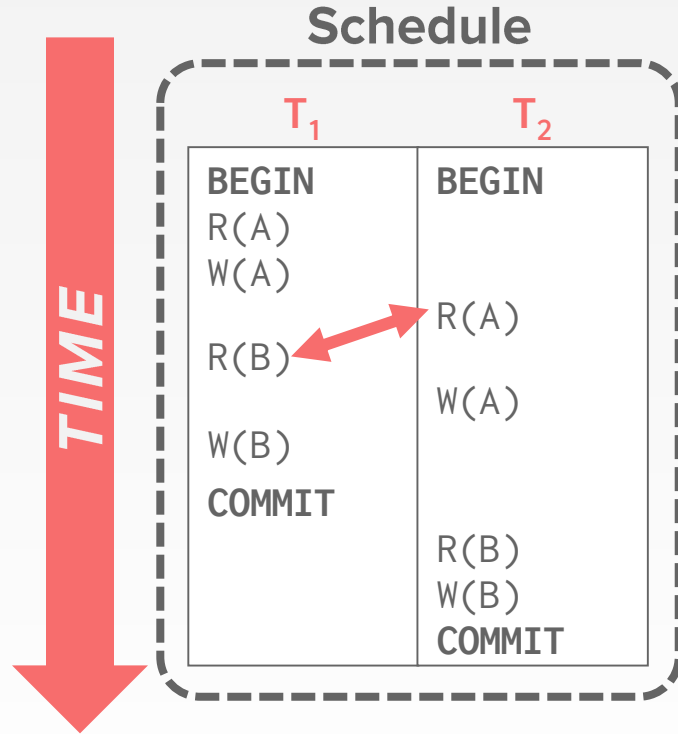 Schedule
TIME
T₁ T₂
BEGIN BEGIN
R(A)
W(A)
R(A)
R(B)
W(A)
W(B)
COMMIT
R(B)
W(B)
COMMIT